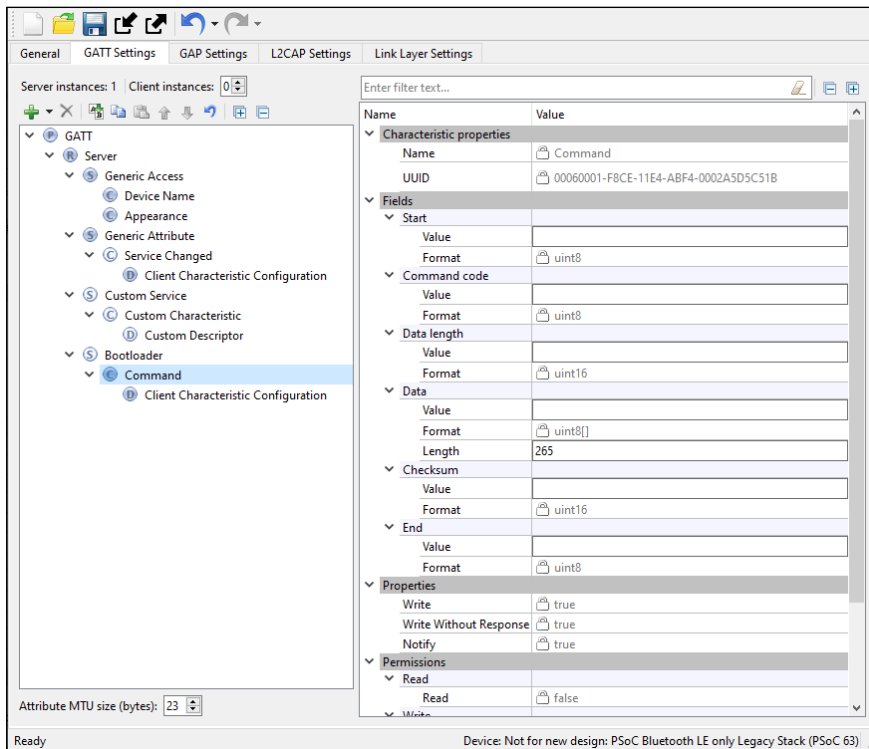 General GATT Settings GAP Settings L2CAP Settings Link Layer Settings
Server instances: 1 Client instances: 0
GATT
Server
Generic Access
Device Name
Appearance
Generic Attribute
Service Changed
Client Characteristic Configuration
Custom Service
Custom Characteristic
Custom Descriptor
Bootloader
Command
Client Characteristic Configuration
Attribute MTU size (bytes): 23
Enter filter text...
Name Value
Characteristic properties
Name Command
UUID 00060001-F8CE-11E4-ABF4-0002A5D5C51B
Fields
Start
Value
Format uint8
Command code
Value
Format uint8
Data length
Value
Format uint16
Data
Value
Format uint8[]
Length 265
Checksum
Value
Format uint16
End
Value
Format uint8
Properties
Write true
Write Without Response true
Notify true
Permissions
Read
Read false
Write
Ready Device: Not for new design: PSoC Bluetooth LE only Legacy Stack (PSoC 63)